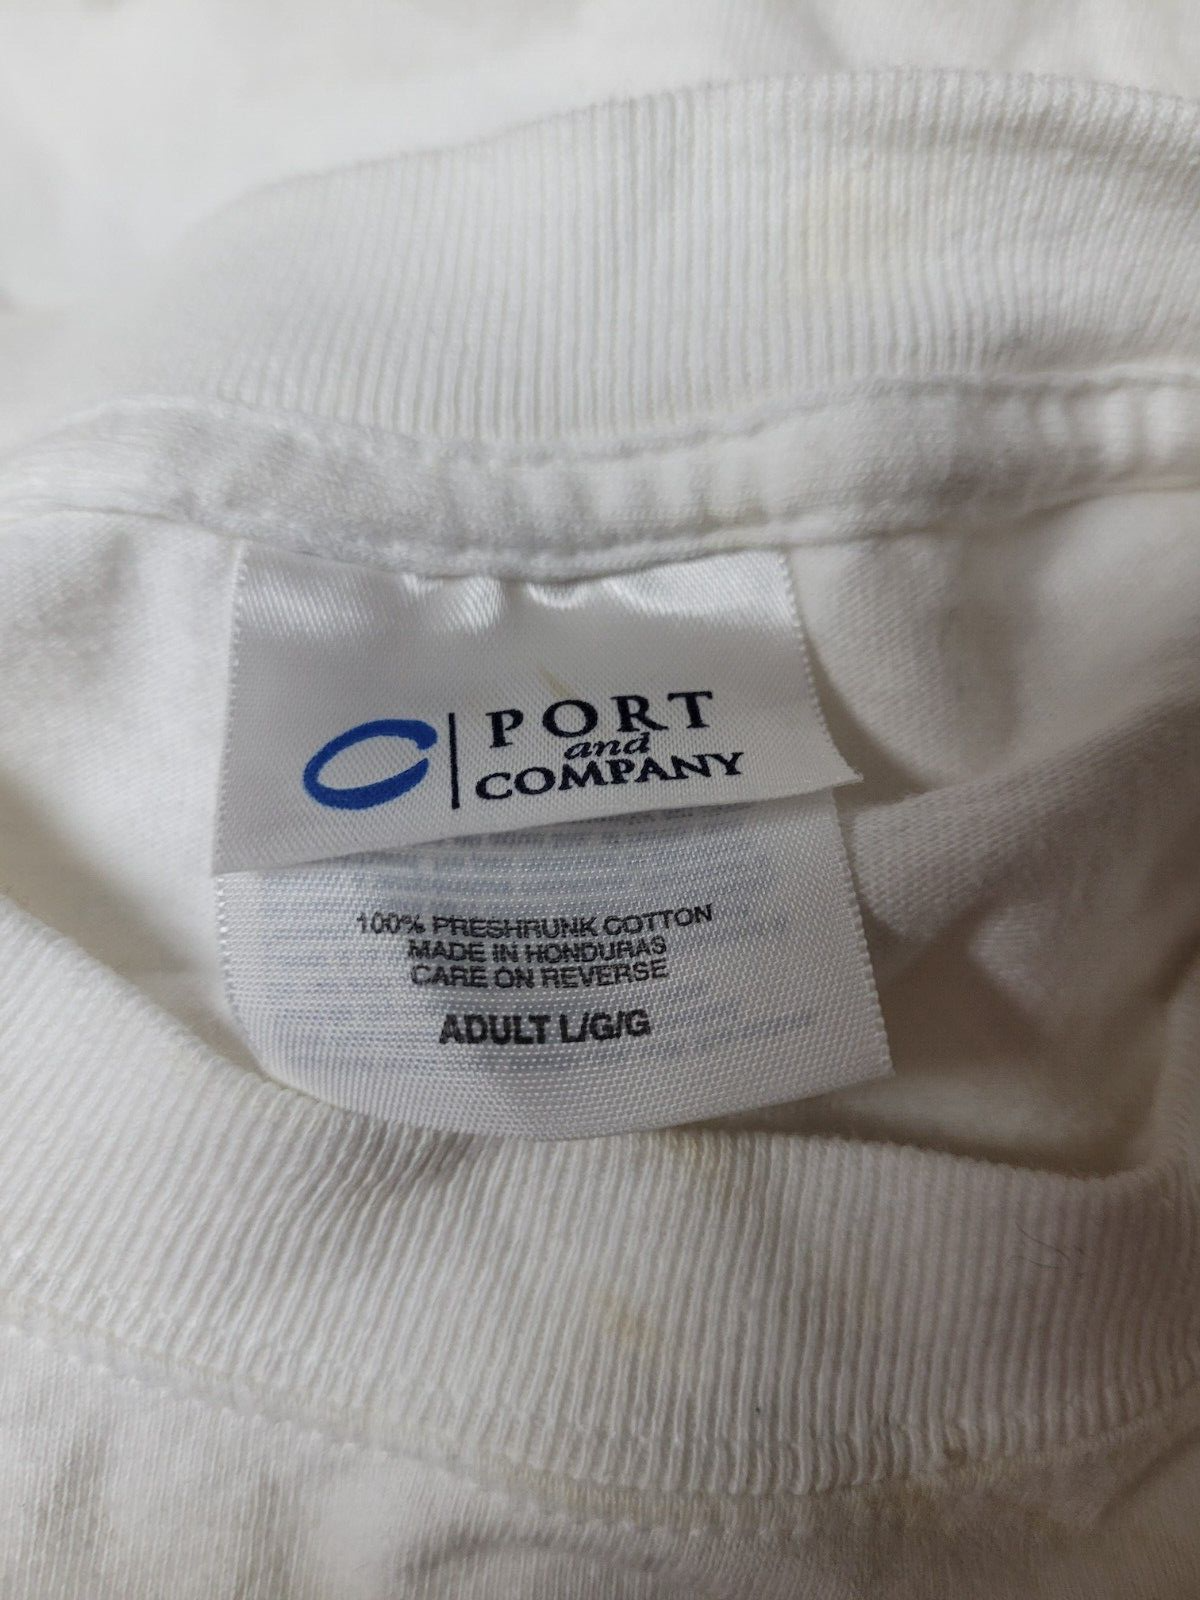 PORT
and
COMPANY
100% PRESHRUNK COTTON
MADE IN HONDURAS
CARE ON REVERSE
ADULT L/G/G